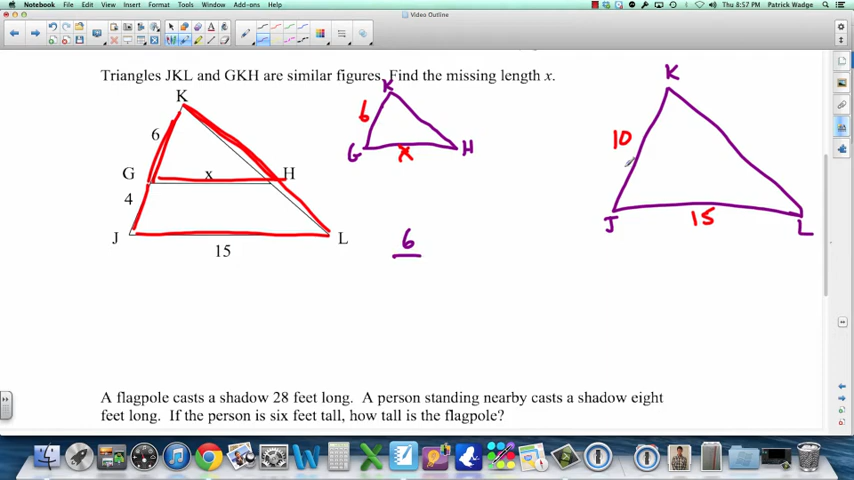 Notebook File Edit View Insert Format Tools Window Add-ons Help Thu 8:57 PM Patrick Wadge
Video Outline
Triangles JKL and GKH are similar figures. Find the missing length x.
K
6
G
x
H
4
J
15
L
K
6
G
x
H
K
10
J
15
L
6
A flagpole casts a shadow 28 feet long. A person standing nearby casts a shadow eight
feet long. If the person is six feet tall, how tall is the flagpole?